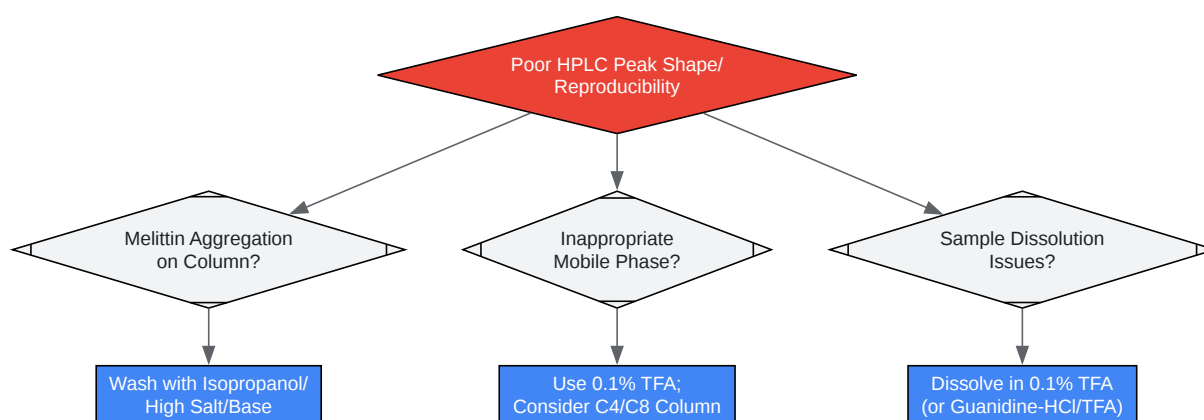 Poor HPLC Peak Shape/
Reproducibility
Melittin Aggregation
on Column?
Inappropriate
Mobile Phase?
Sample Dissolution
Issues?
Wash with Isopropanol/
High Salt/Base
Use 0.1% TFA;
Consider C4/C8 Column
Dissolve in 0.1% TFA
(or Guanidine-HCl/TFA)